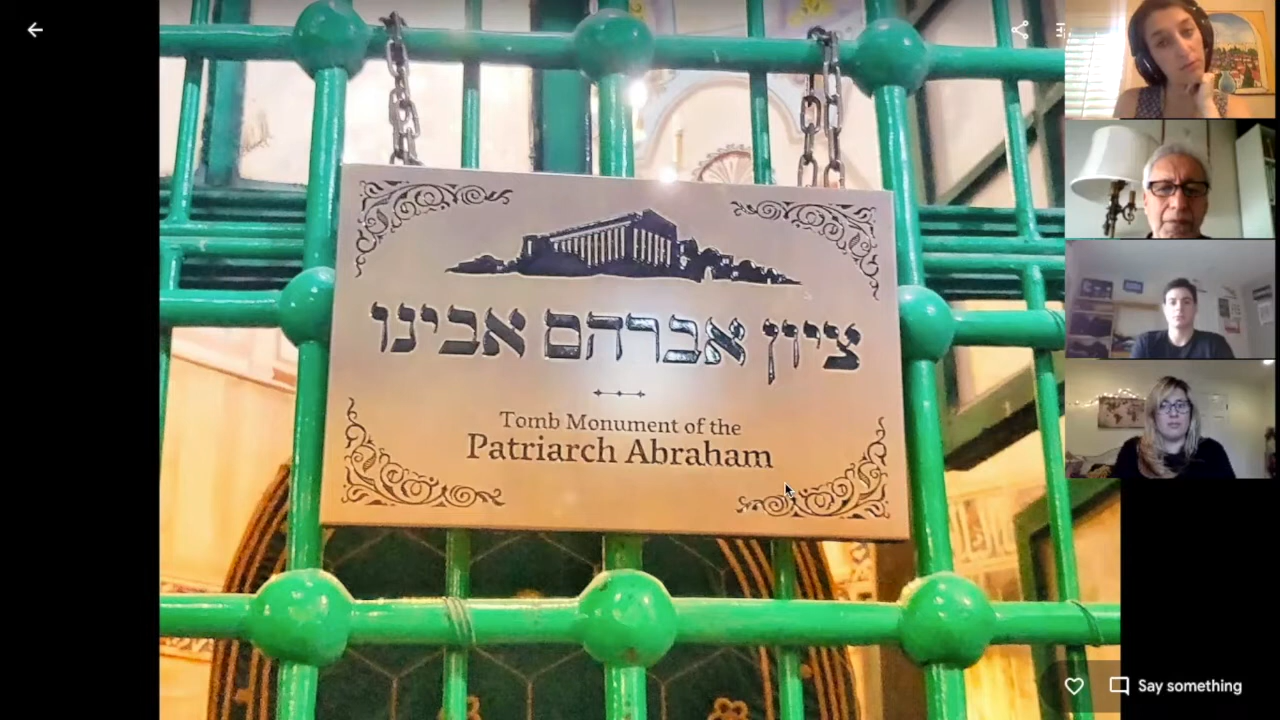 ציון אברהם אבינו
Tomb Monument of the
Patriarch Abraham
Say something